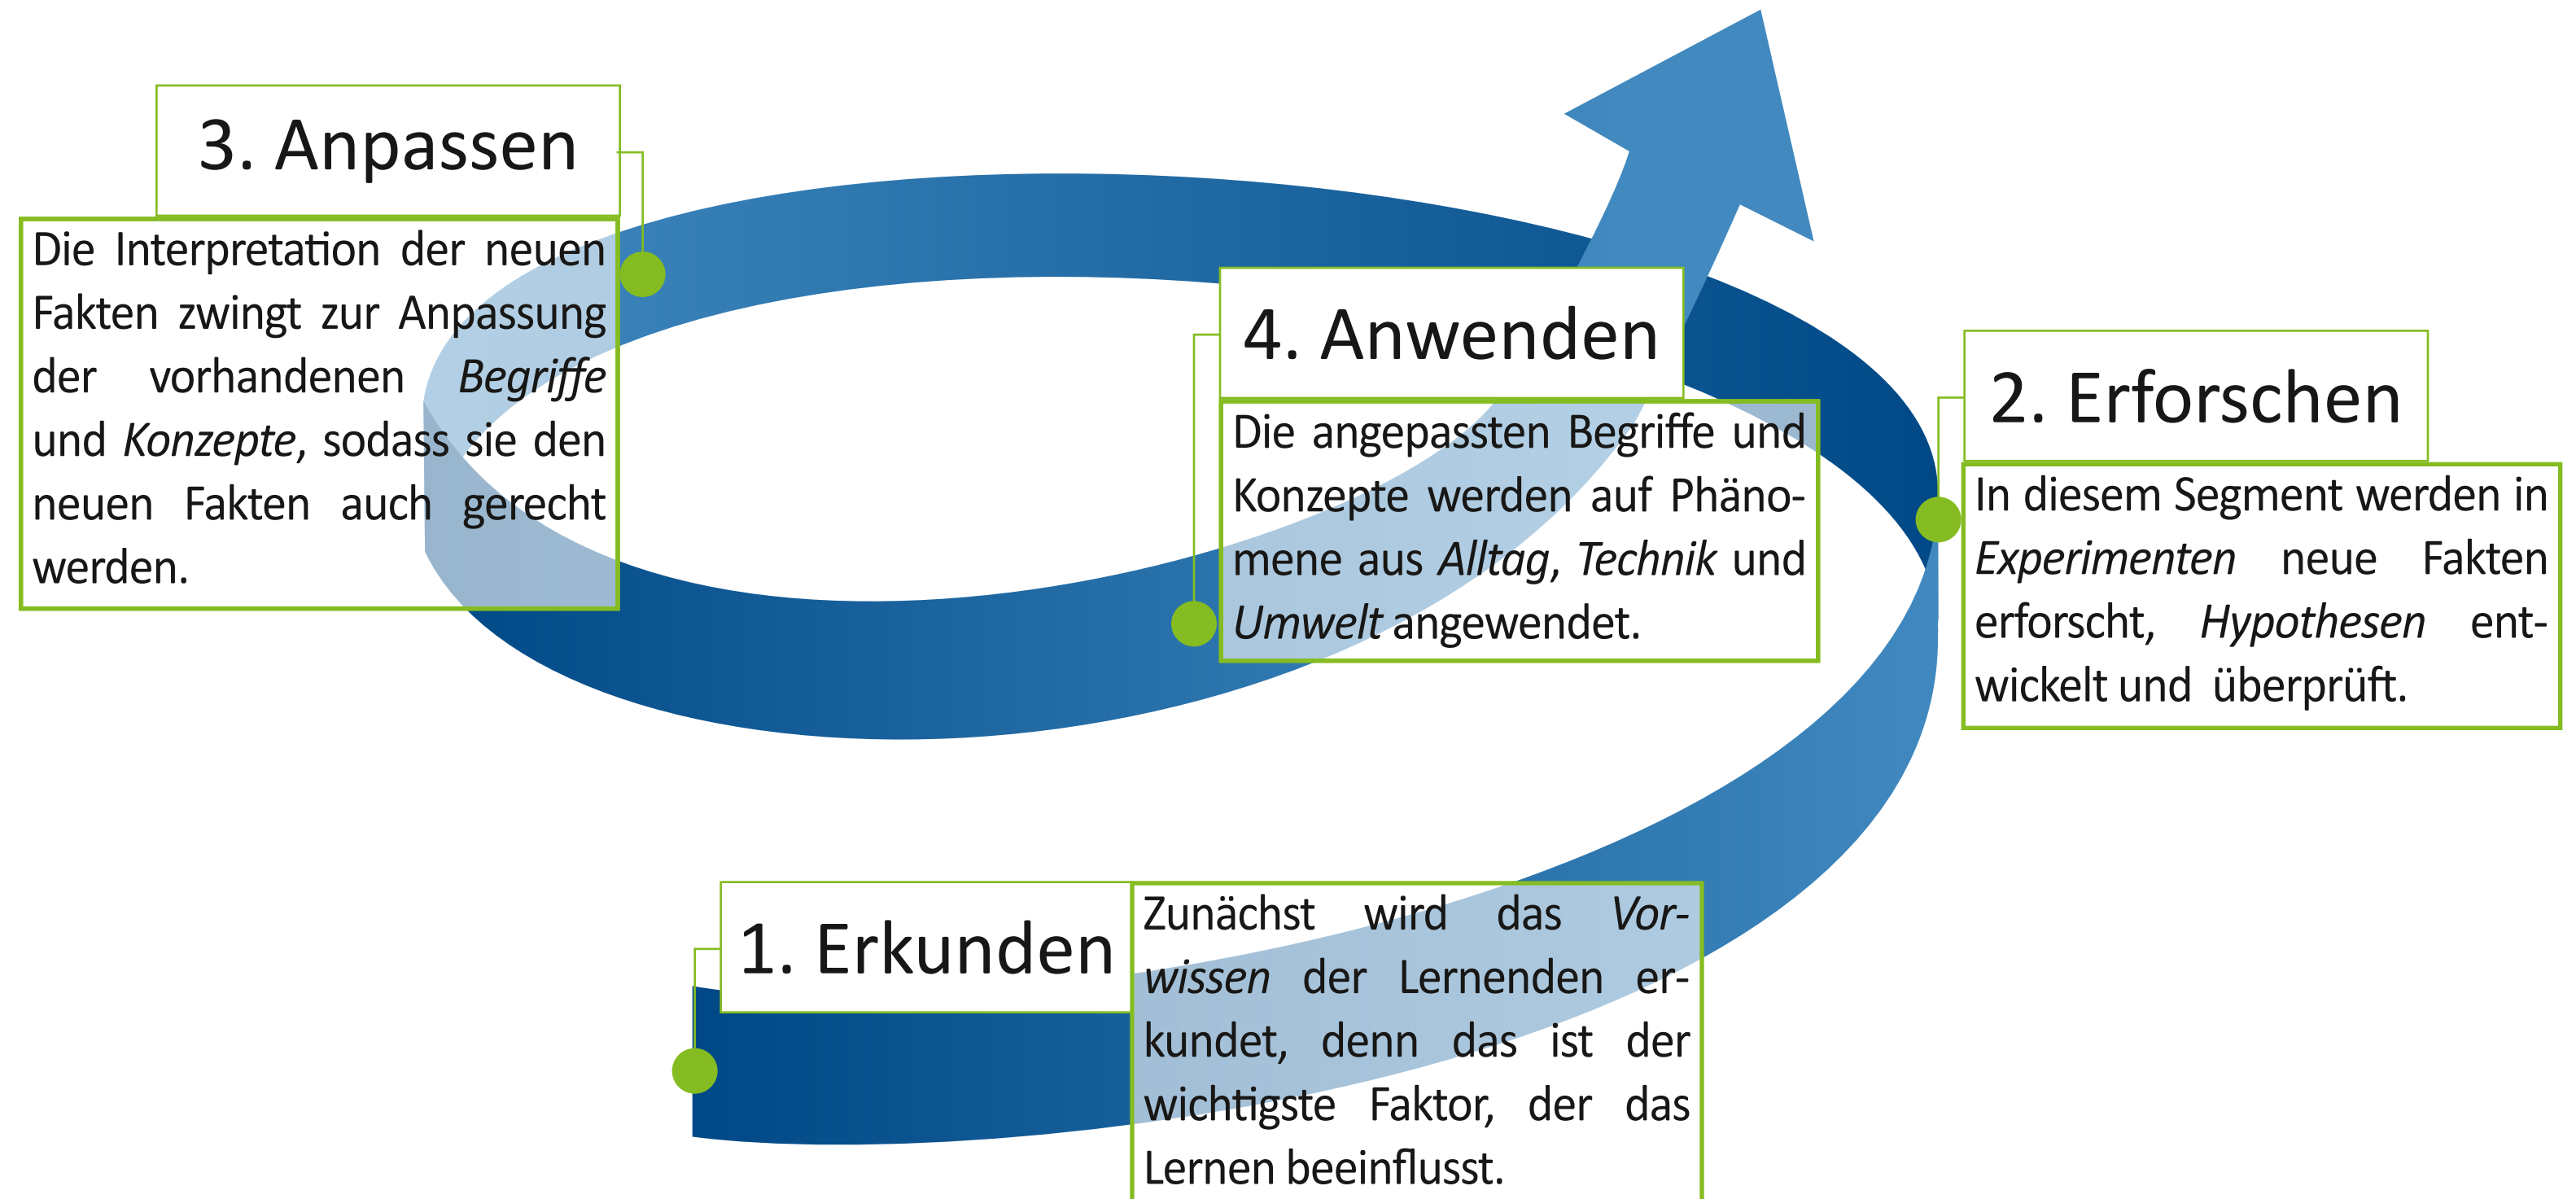 3. Anpassen
Die Interpretation der neuen
Fakten zwingt zur Anpassung
der vorhandenen Begriffe
und Konzepte, sodass sie den
neuen Fakten auch gerecht
werden.
4. Anwenden
Die angepassten Begriffe und
Konzepte werden auf Phäno-
mene aus Alltag, Technik und
Umwelt angewendet.
2. Erforschen
In diesem Segment werden in
Experimenten neue Fakten
erforscht, Hypothesen ent-
wickelt und überprüft.
1. Erkunden
Zunächst wird das Vor-
wissen der Lernenden er-
kundet, denn das ist der
wichtigste Faktor, der das
Lernen beeinflusst.